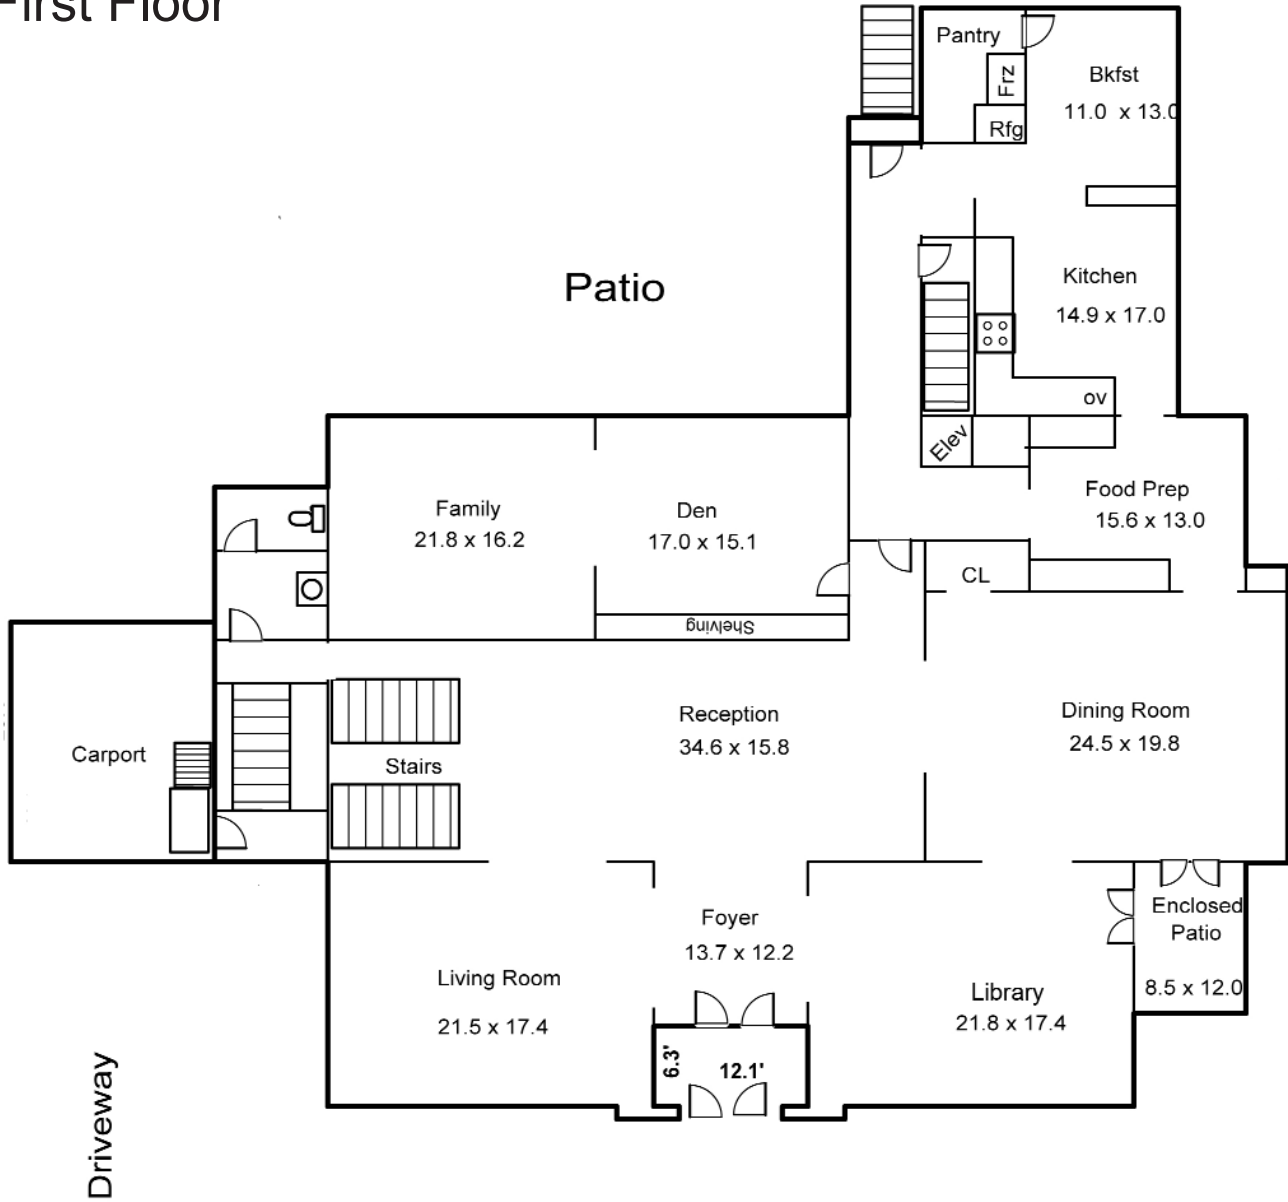 First Floor
Pantry
Frz
Rfg
Bkfst
11.0 x 13.0
Patio
Kitchen
14.9 x 17.0
ov
Elev
Family
21.8 x 16.2
Den
17.0 x 15.1
Shelving
Food Prep
15.6 x 13.0
CL
Carport
Stairs
Reception
34.6 x 15.8
Dining Room
24.5 x 19.8
Living Room
21.5 x 17.4
Foyer
13.7 x 12.2
6.3'
12.1'
Library
21.8 x 17.4
Enclosed
Patio
8.5 x 12.0
Driveway